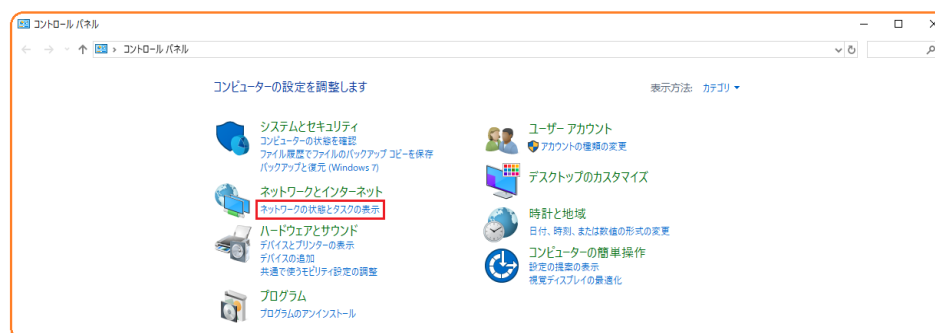 コントロール パネル
コントロール パネル
コンピューターの設定を調整します
表示方法: カテゴリ
システムとセキュリティ
コンピューターの状態を確認
ファイル履歴でファイルのバックアップ コピーを保存
バックアップと復元 (Windows 7)
ネットワークとインターネット
ネットワークの状態とタスクの表示
ハードウェアとサウンド
デバイスとプリンターの表示
デバイスの追加
共通で使うモビリティ設定の調整
プログラム
プログラムのアンインストール
ユーザー アカウント
アカウントの種類の変更
デスクトップのカスタマイズ
時計と地域
日付、時刻、または数値の形式の変更
コンピューターの簡単操作
設定の提案の表示
視覚ディスプレイの最適化